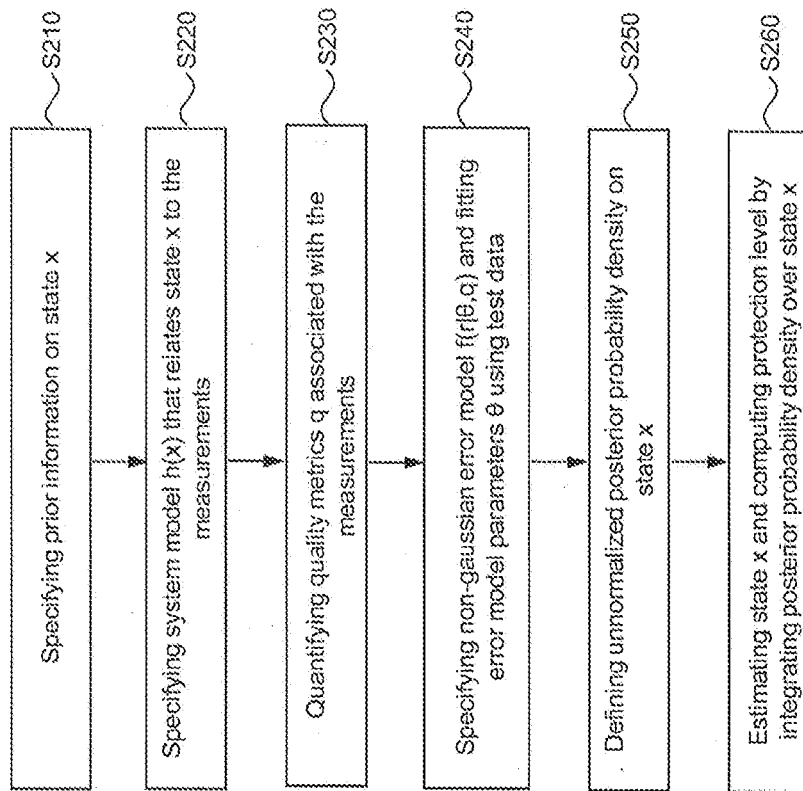 Specifying prior information on state x
S210
Specifying system model h(x) that relates state x to the
measurements
S220
Quantifying quality metrics q associated with the
measurements
S230
Specifying non-gaussian error model f(r|θ,q) and fitting
error model parameters θ using test data
S240
Defining unnormalized posterior probability density on
state x
S250
Estimating state x and computing protection level by
integrating posterior probability density over state x
S260